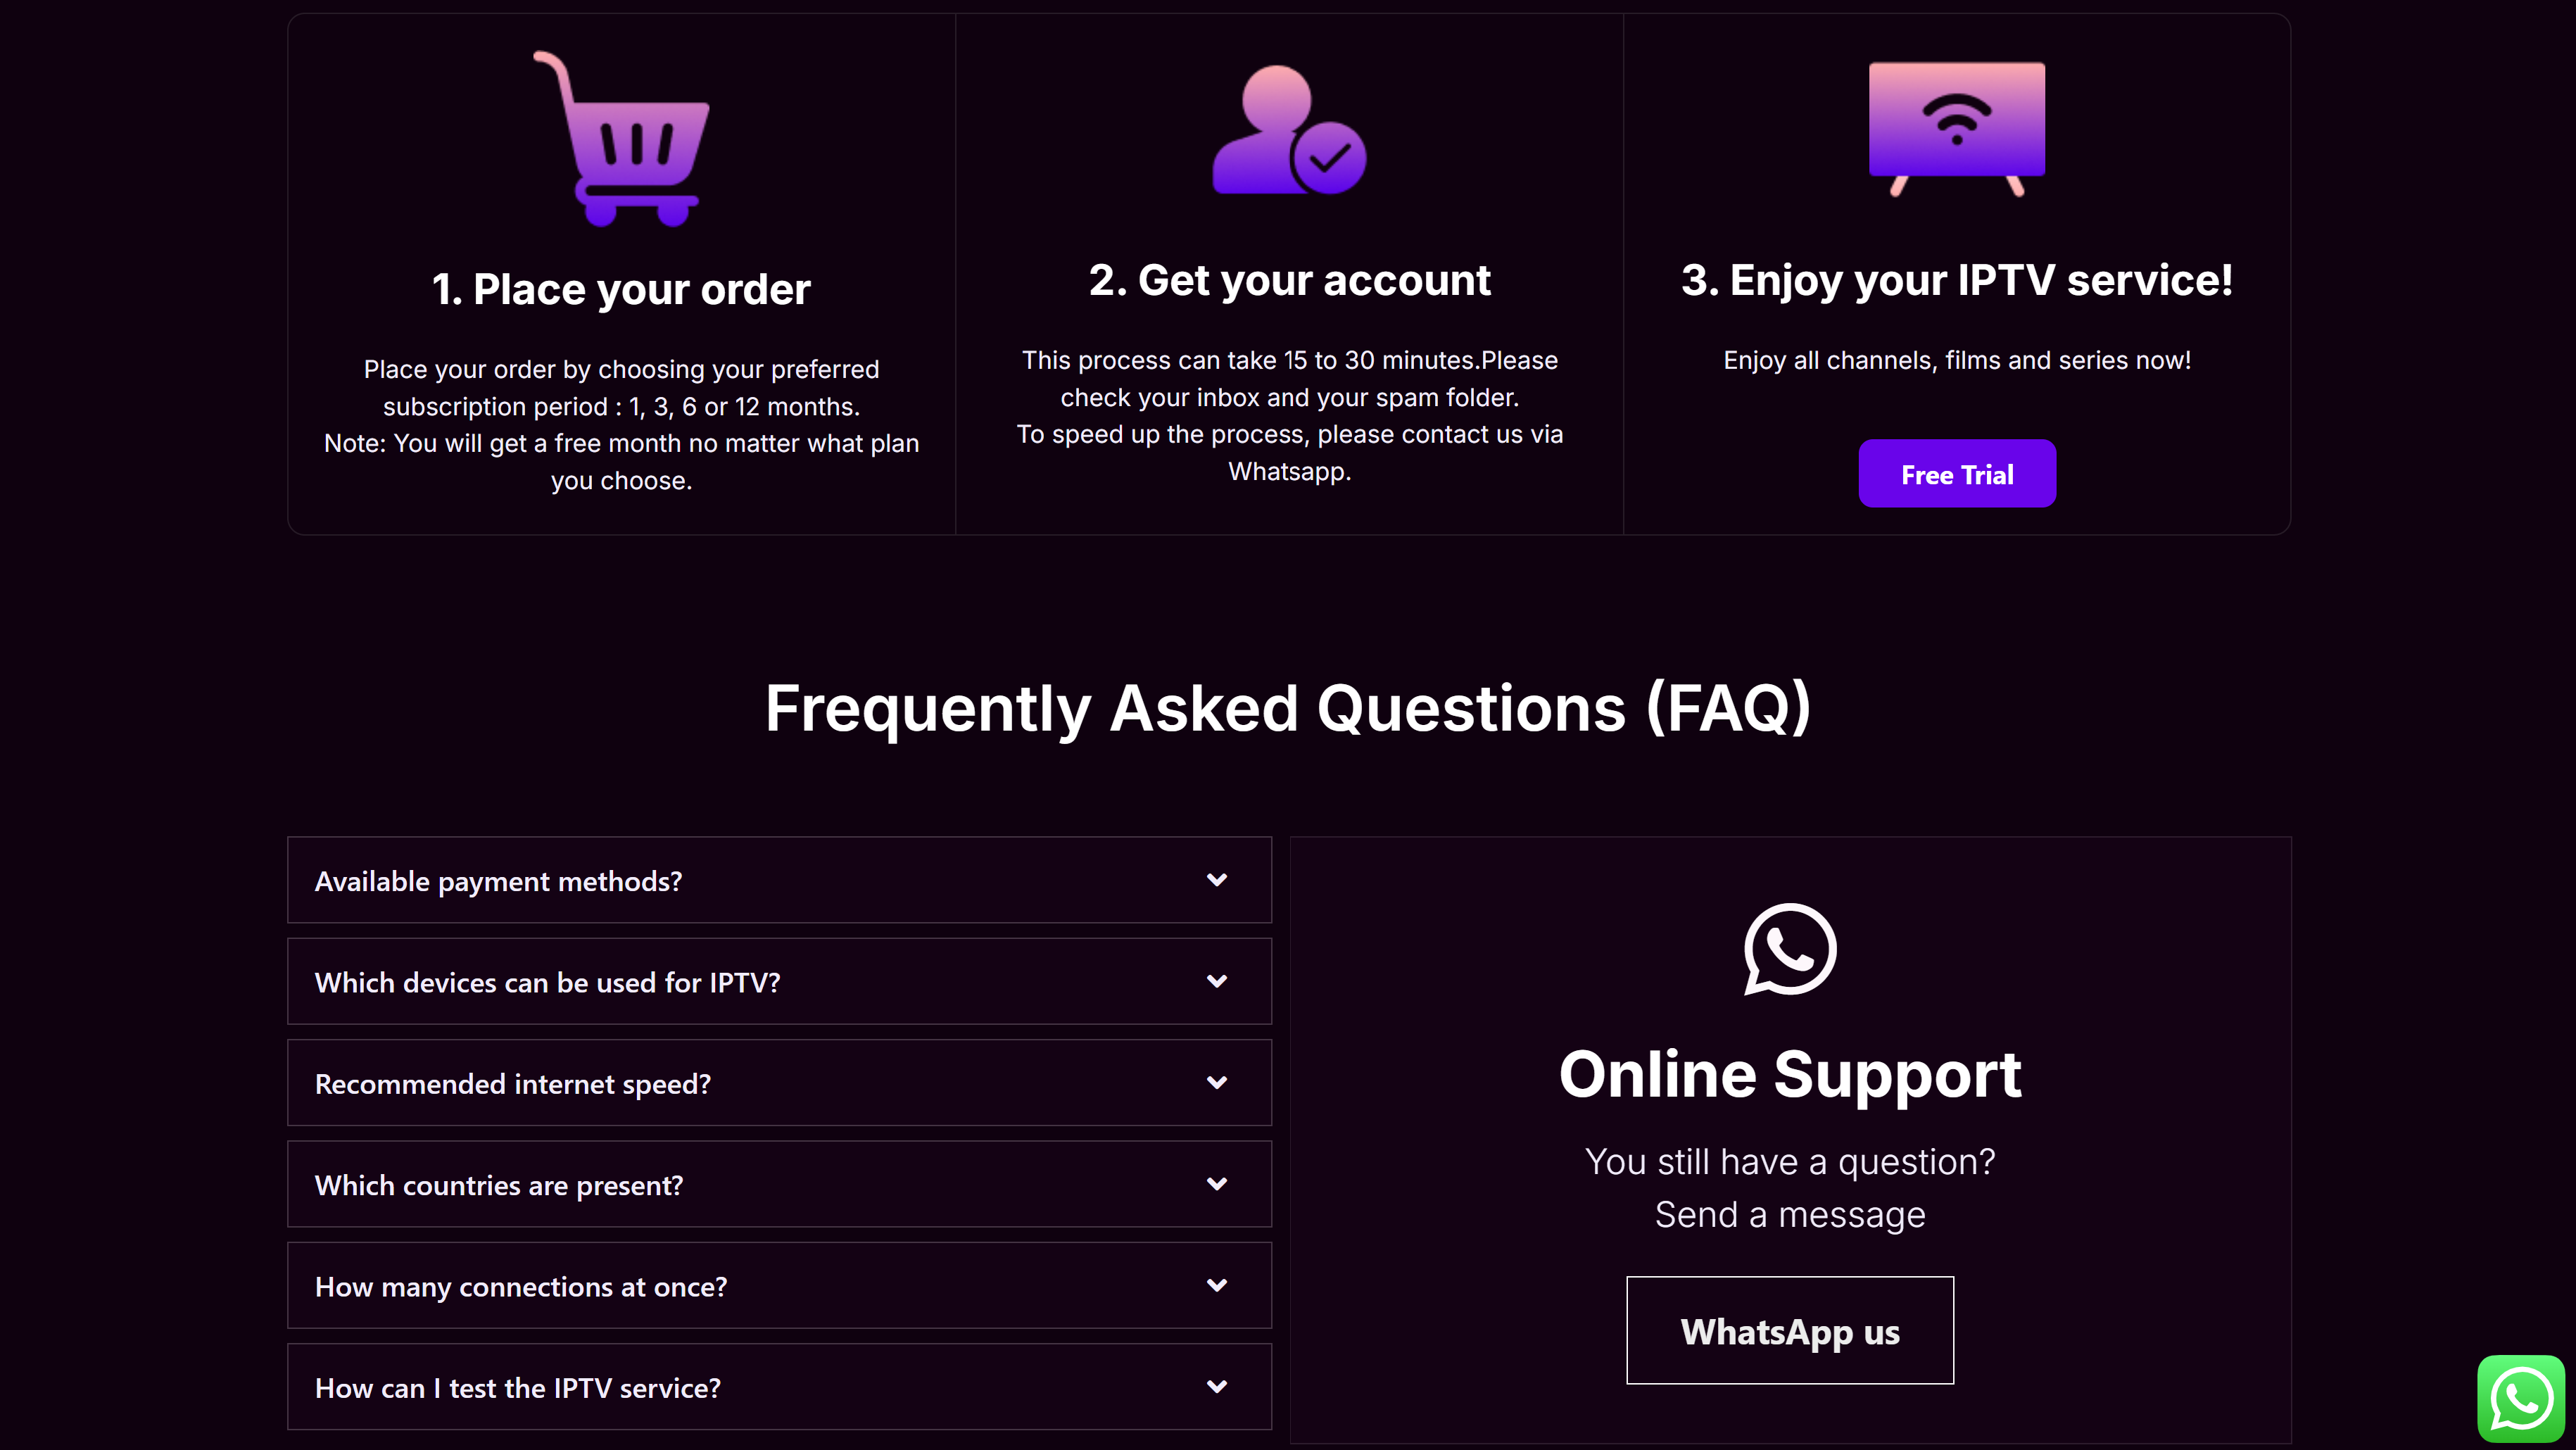 1. Place your order
Place your order by choosing your preferred
subscription period : 1, 3, 6 or 12 months.
Note: You will get a free month no matter what plan
you choose.
2. Get your account
This process can take 15 to 30 minutes.Please
check your inbox and your spam folder.
To speed up the process, please contact us via
Whatsapp.
3. Enjoy your IPTV service!
Enjoy all channels, films and series now!
Free Trial
Frequently Asked Questions (FAQ)
Available payment methods?
Which devices can be used for IPTV?
Recommended internet speed?
Which countries are present?
How many connections at once?
How can I test the IPTV service?
Online Support
You still have a question?
Send a message
WhatsApp us